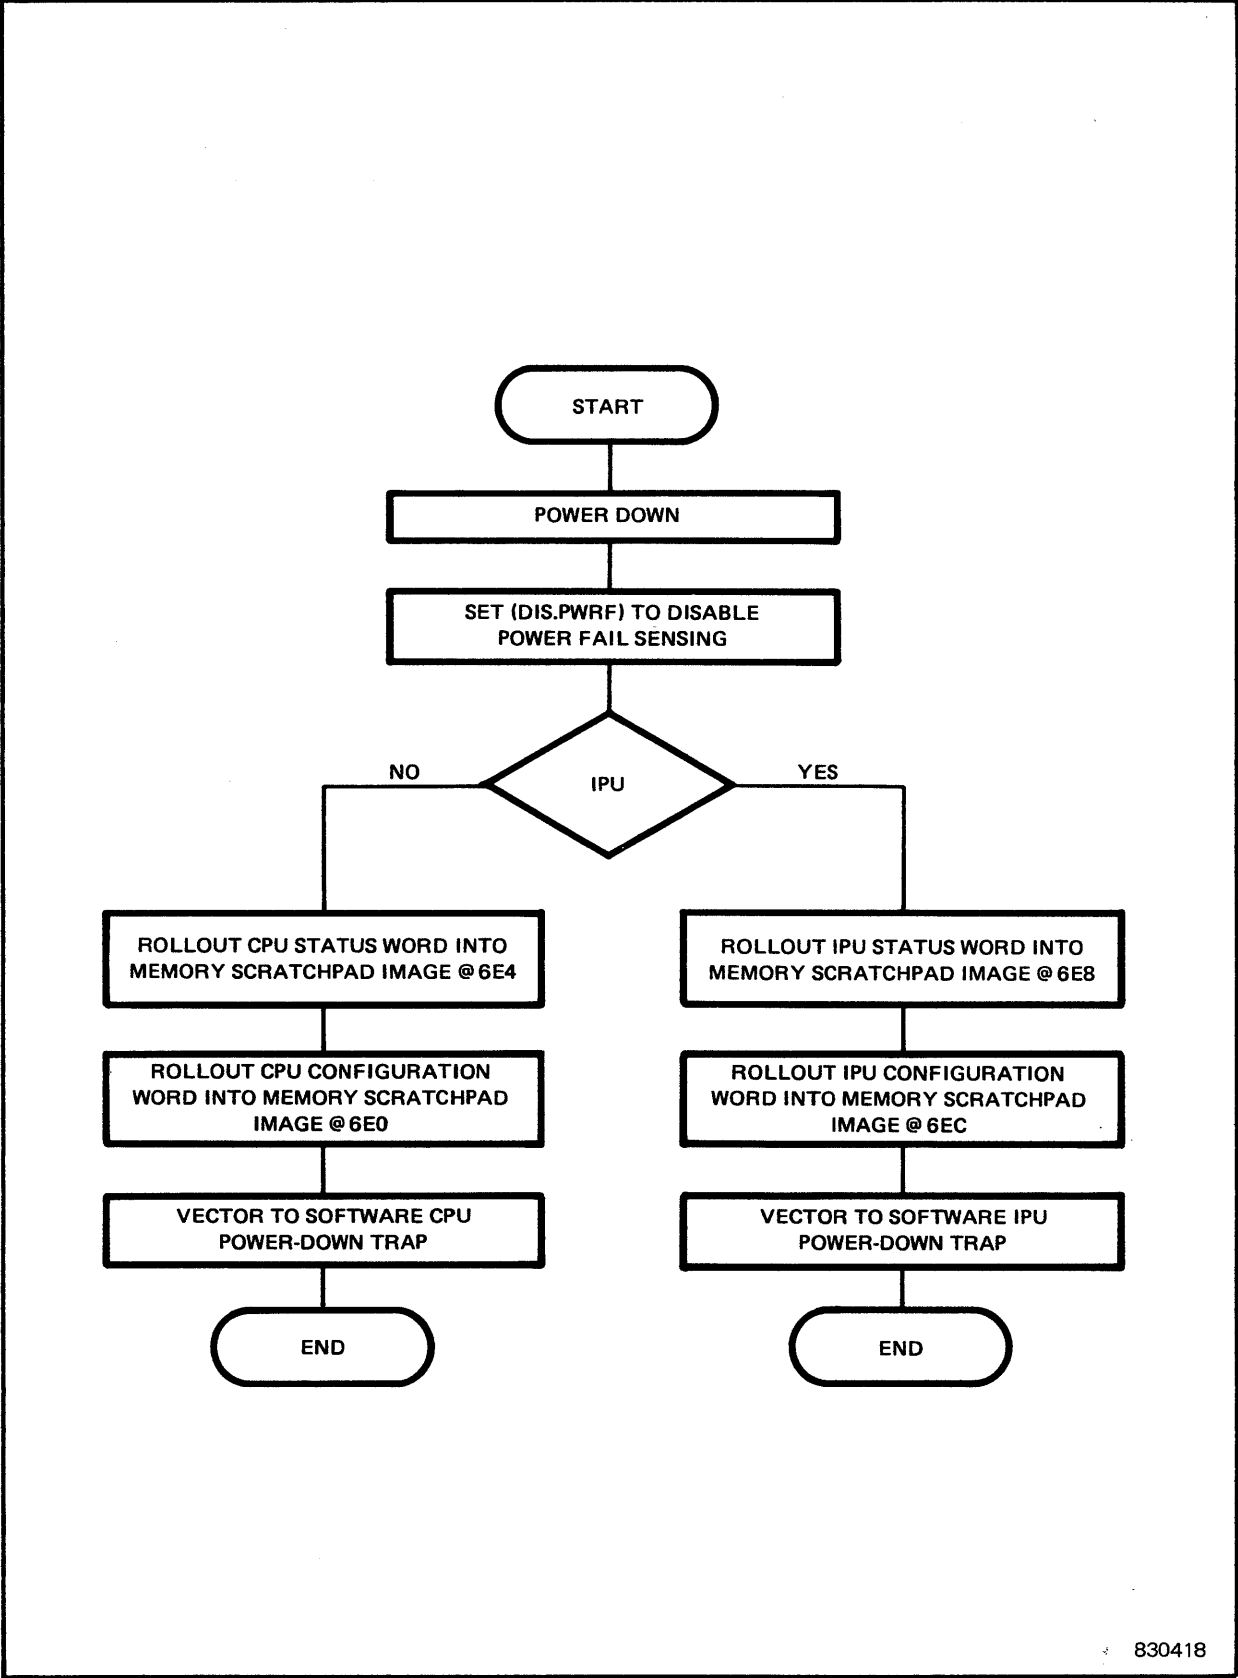 START
POWER DOWN
SET (DIS.PWRF) TO DISABLE
POWER FAIL SENSING
IPU
NO
YES
ROLLOUT CPU STATUS WORD INTO
MEMORY SCRATCHPAD IMAGE @ 6E4
ROLLOUT CPU CONFIGURATION
WORD INTO MEMORY SCRATCHPAD
IMAGE @ 6E0
VECTOR TO SOFTWARE CPU
POWER-DOWN TRAP
END
ROLLOUT IPU STATUS WORD INTO
MEMORY SCRATCHPAD IMAGE @ 6E8
ROLLOUT IPU CONFIGURATION
WORD INTO MEMORY SCRATCHPAD
IMAGE @ 6EC
VECTOR TO SOFTWARE IPU
POWER-DOWN TRAP
END
830418